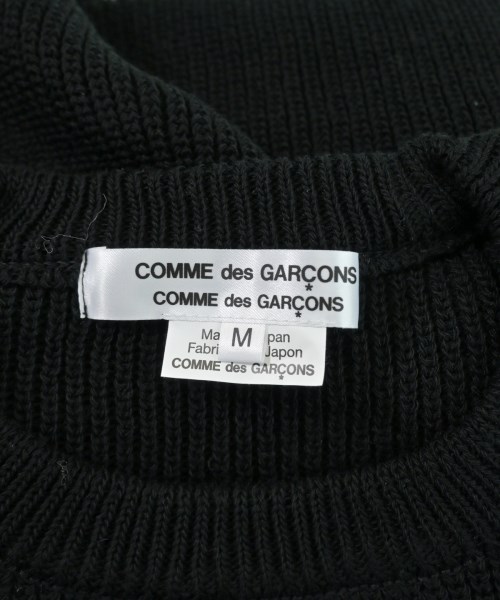 COMME des GARÇONS
COMME des GARÇONS
M
Ma pan
Fabri Japon
COMME des GARÇONS